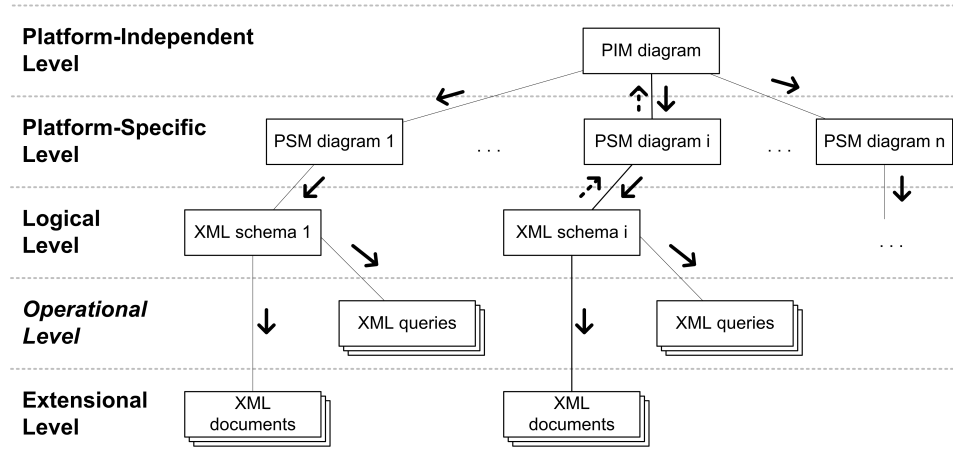 Platform-Independent
Level
PIM diagram
Platform-Specific
Level
PSM diagram 1
. . .
PSM diagram i
. . .
PSM diagram n
Logical
Level
XML schema 1
XML schema i
. . .
Operational
Level
XML queries
XML queries
Extensional
Level
XML
documents
XML
documents